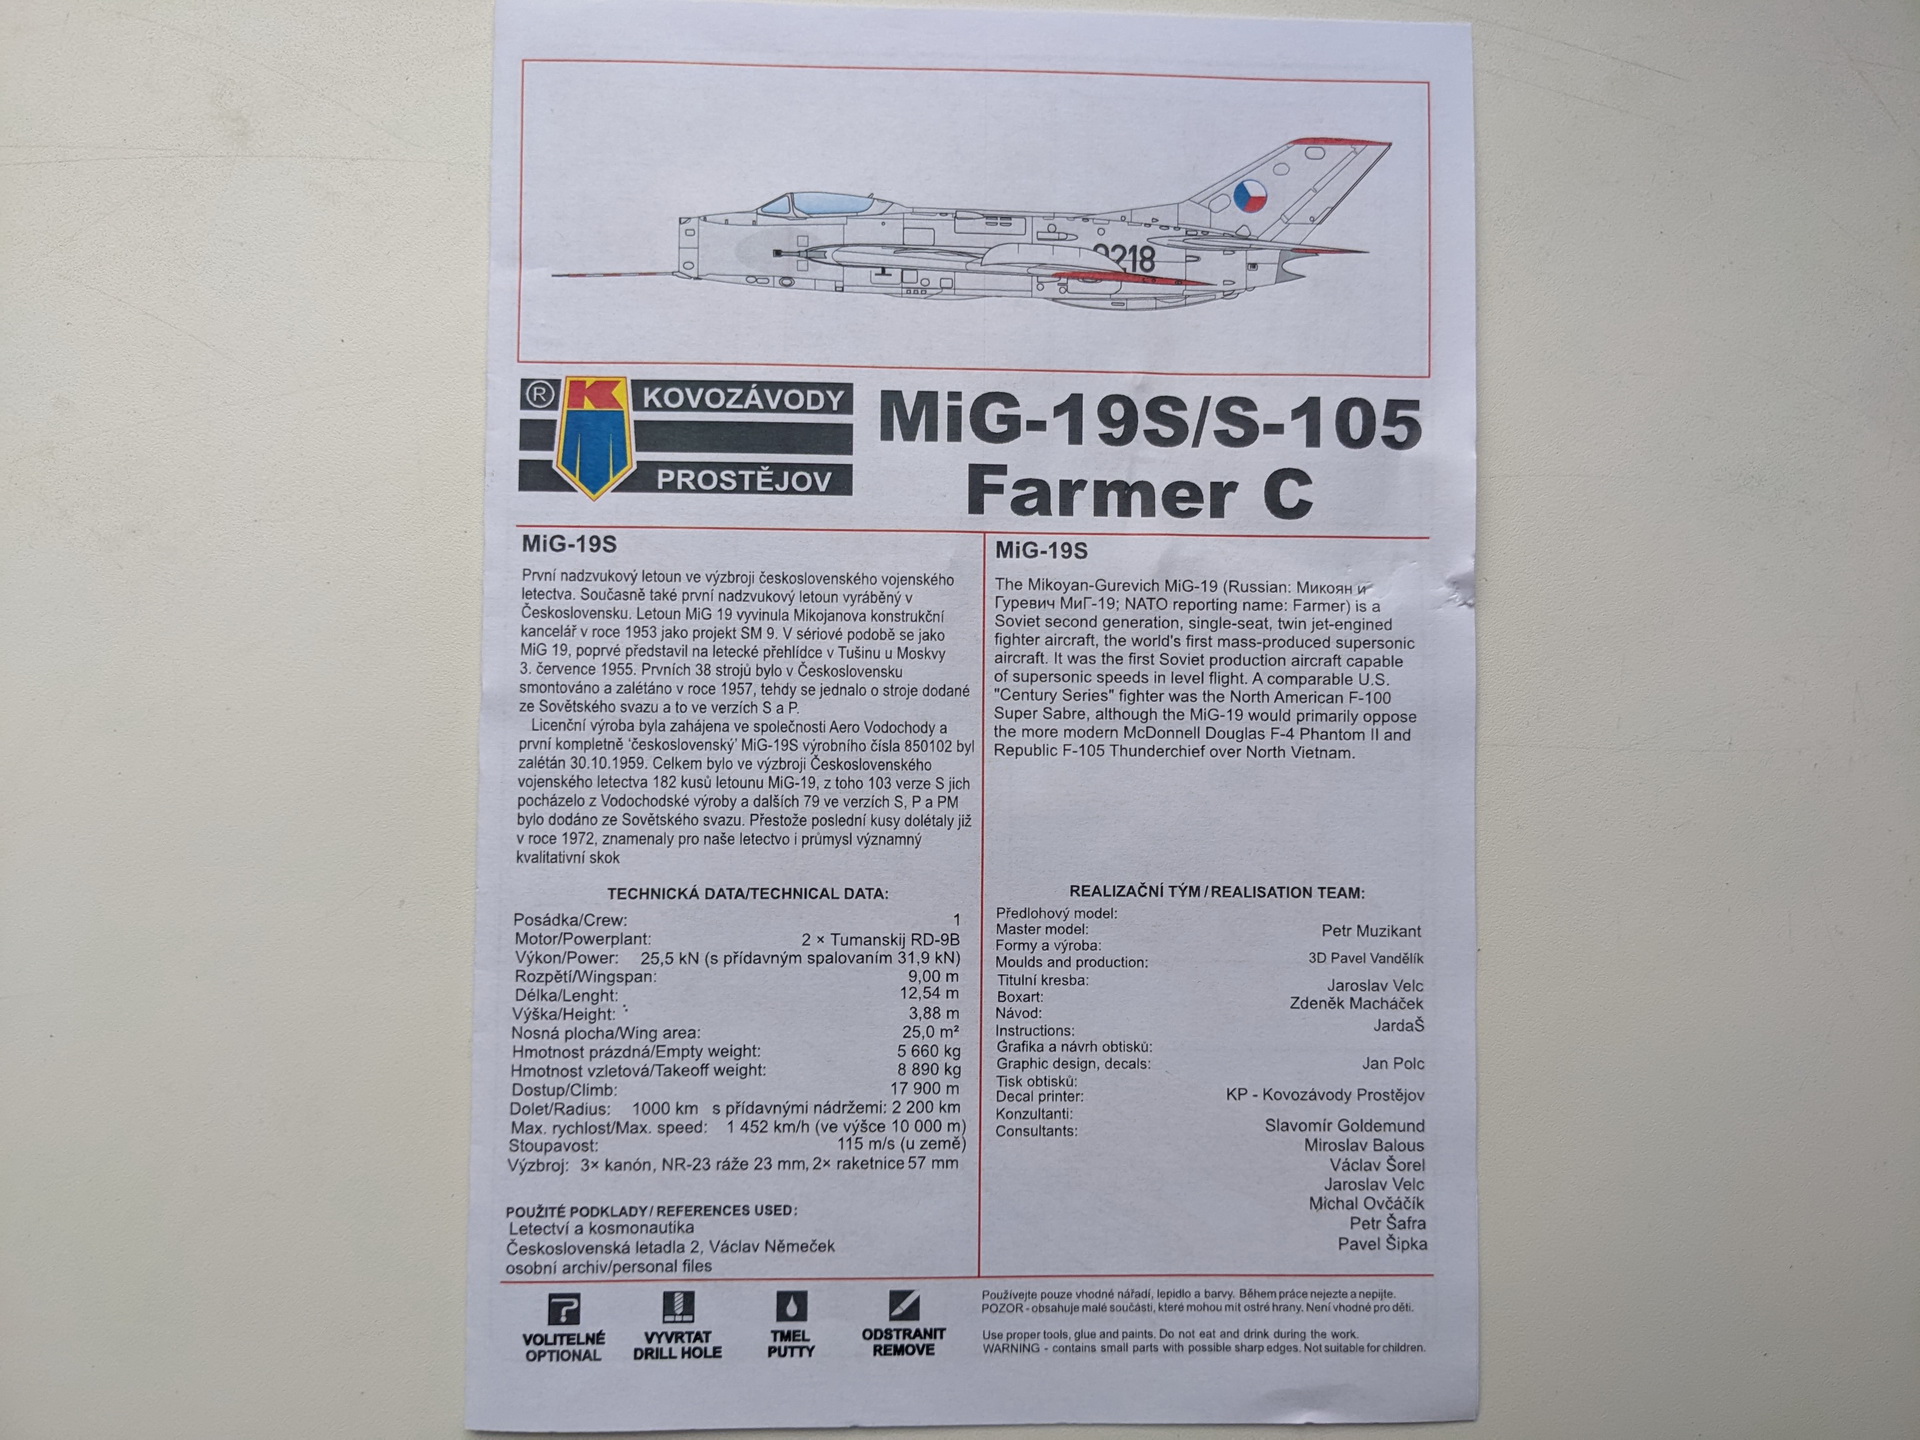 2218
® K KOVOZÁVODY
PROSTĚJOV
MiG-19S/S-105
Farmer C
MiG-19S
První nadzvukový letoun ve výzbroji československého vojenského
letectva. Současně také první nadzvukový letoun vyráběný v
Československu. Letoun MiG 19 vyvinula Mikojanova konstrukční
kancelář v roce 1953 jako projekt SM 9. V sériové podobě se jako
MiG 19, poprvé představil na letecké přehlídce v Tušinu u Moskvy
3. července 1955. Prvních 38 strojů bylo v Československu
smontováno a zalétáno v roce 1957, tehdy se jednalo o stroje dodané
ze Sovětského svazu a to ve verzích S a P.
Licenční výroba byla zahájena ve společnosti Aero Vodochody a
první kompletně 'československý' MiG-19S výrobního čísla 850102 byl
zalétán 30.10.1959. Celkem bylo ve výzbroji Československého
vojenského letectva 182 kusů letounu MiG-19, z toho 103 verze S jich
pocházelo z Vodochodské výroby a dalších 79 ve verzích S, P a PM
bylo dodáno ze Sovětského svazu. Přestože poslední kusy dolétaly již
v roce 1972, znamenaly pro naše letectvo i průmysl významný
kvalitativní skok
MiG-19S
The Mikoyan-Gurevich MiG-19 (Russian: Микоян и
Гуревич МиГ-19; NATO reporting name: Farmer) is a
Soviet second generation, single-seat, twin jet-engined
fighter aircraft, the world's first mass-produced supersonic
aircraft. It was the first Soviet production aircraft capable
of supersonic speeds in level flight. A comparable U.S.
"Century Series" fighter was the North American F-100
Super Sabre, although the MiG-19 would primarily oppose
the more modern McDonnell Douglas F-4 Phantom II and
Republic F-105 Thunderchief over North Vietnam.
TECHNICKÁ DATA/TECHNICAL DATA:
Posádka/Crew: 1
Motor/Powerplant: 2 × Tumanskij RD-9B
Výkon/Power: 25,5 kN (s přídavným spalovaním 31,9 kN)
Rozpětí/Wingspan: 9,00 m
Délka/Lenght: 12,54 m
Výška/Height: 3,88 m
Nosná plocha/Wing area: 25,0 m²
Hmotnost prázdná/Empty weight: 5 660 kg
Hmotnost vzletová/Takeoff weight: 8 890 kg
Dostup/Climb: 17 900 m
Dolet/Radius: 1000 km s přídavnými nádržemi: 2 200 km
Max. rychlost/Max. speed: 1 452 km/h (ve výšce 10 000 m)
Stoupavost: 115 m/s (u země)
Výzbroj: 3× kanón, NR-23 ráže 23 mm, 2× raketnice 57 mm
POUŽITÉ PODKLADY/REFERENCES USED:
Letectví a kosmonautika
Československá letadla 2, Václav Němeček
osobní archiv/personal files
REALIZAČNÍ TÝM/REALISATION TEAM:
Předlohový model:
Master model: Petr Muzikant
Formy a výroba:
Moulds and production: 3D Pavel Vandělík
Titulní kresba: Jaroslav Velc
Boxart: Zdeněk Macháček
Návod:
Instructions: JardaŠ
Grafika a návrh obtisků:
Graphic design, decals: Jan Polc
Tisk obtisků:
Decal printer: KP - Kovozávody Prostějov
Konzultanti:
Consultants: Slavomír Goldemund
Miroslav Balous
Václav Šorel
Jaroslav Velc
Michal Ovčáčík
Petr Šafra
Pavel Šipka
?
VOLITELNÉ
OPTIONAL
VYVRTAT
DRILL HOLE
TMEL
PUTTY
ODSTRANIT
REMOVE
Používejte pouze vhodné nářadí, lepidlo a barvy. Během práce nejezte a nepijte.
POZOR - obsahuje malé součásti, které mohou mít ostré hrany. Není vhodné pro děti.
Use proper tools, glue and paints. Do not eat and drink during the work.
WARNING - contains small parts with possible sharp edges. Not suitable for children.